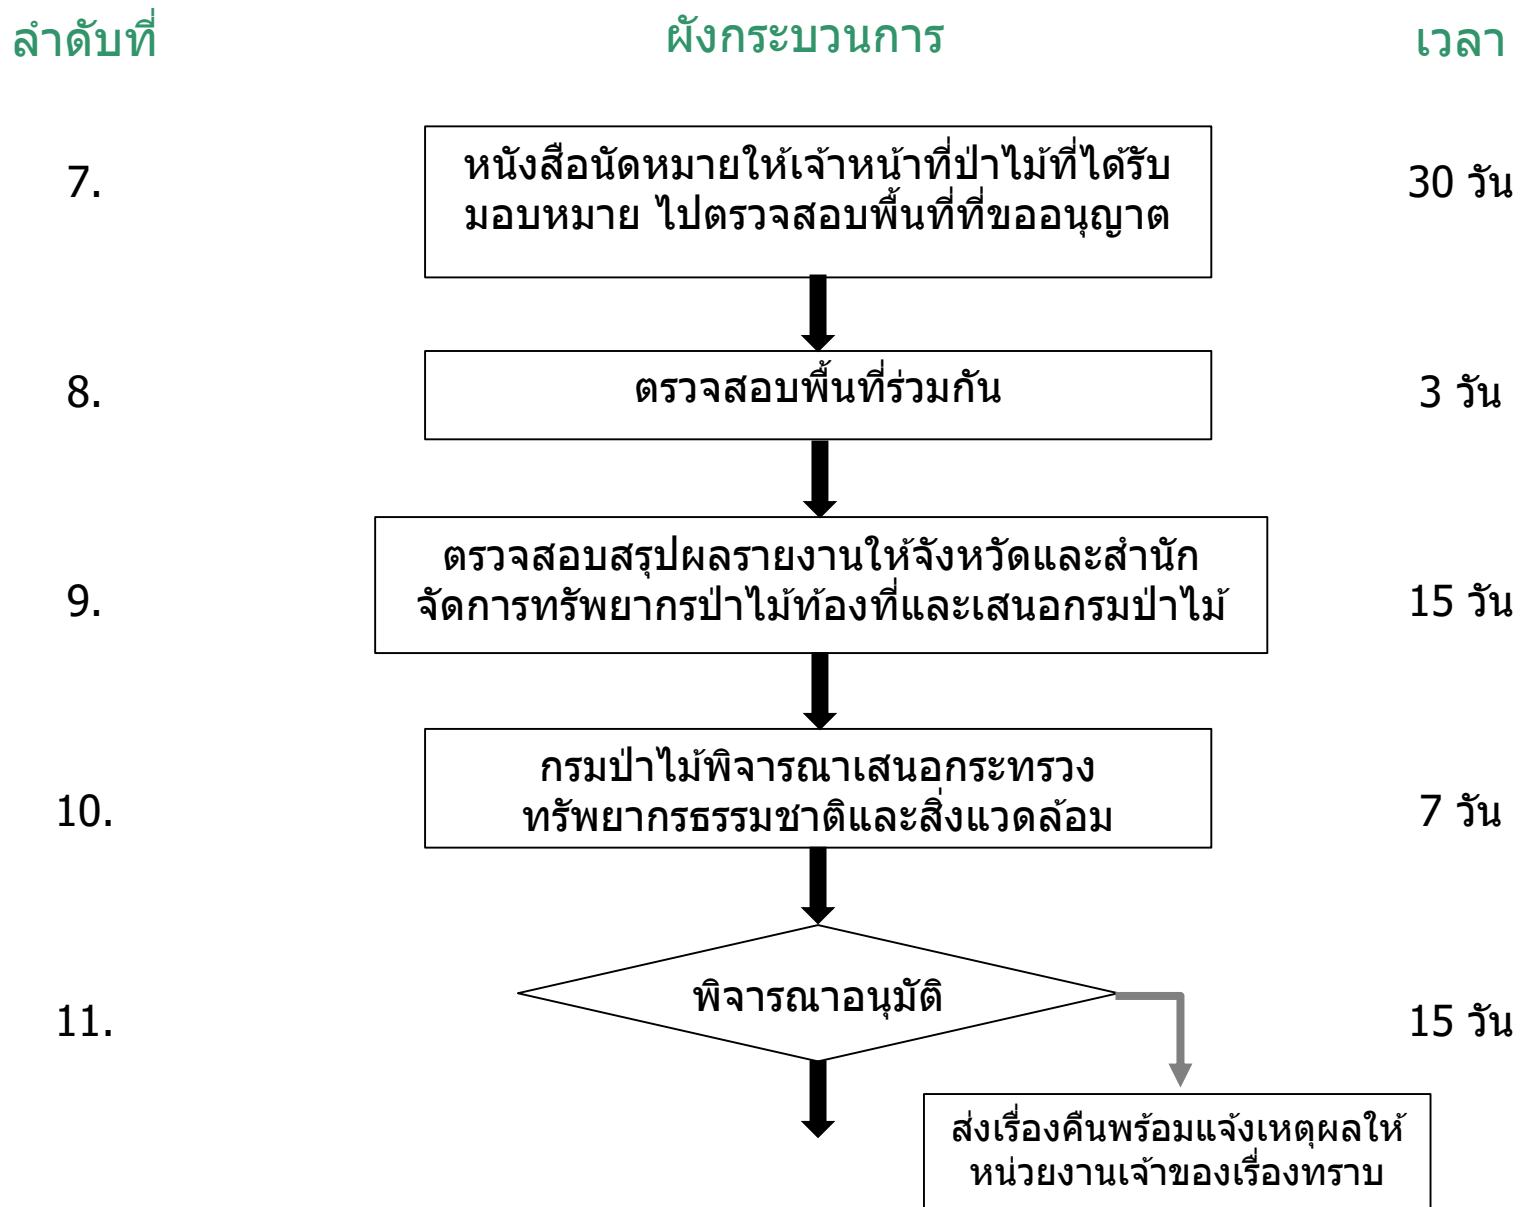 ลำดับที่ ผังกระบวนการ เวลา
7. หนังสือนัดหมายให้เจ้าหน้าที่ป่าไม้ที่ได้รับ 30 วัน
มอบหมาย ไปตรวจสอบพื้นที่ที่ขออนุญาต
8. ตรวจสอบพื้นที่ร่วมกัน 3 วัน
ตรวจสอบสรุปผลรายงานให้จังหวัดและสำนัก
9. จัดการทรัพยากรป่าไม้ท้องที่และเสนอกรมป่าไม้ 15 วัน
กรมป่าไม้พิจารณาเสนอกระทรวง
10. ทรัพยากรธรรมชาติและสิ่งแวดล้อม 7 วัน
11. พิจารณาอนุมัติ 15 วัน
ส่งเรื่องคืนพร้อมแจ้งเหตุผลให้
หน่วยงานเจ้าของเรื่องทราบ